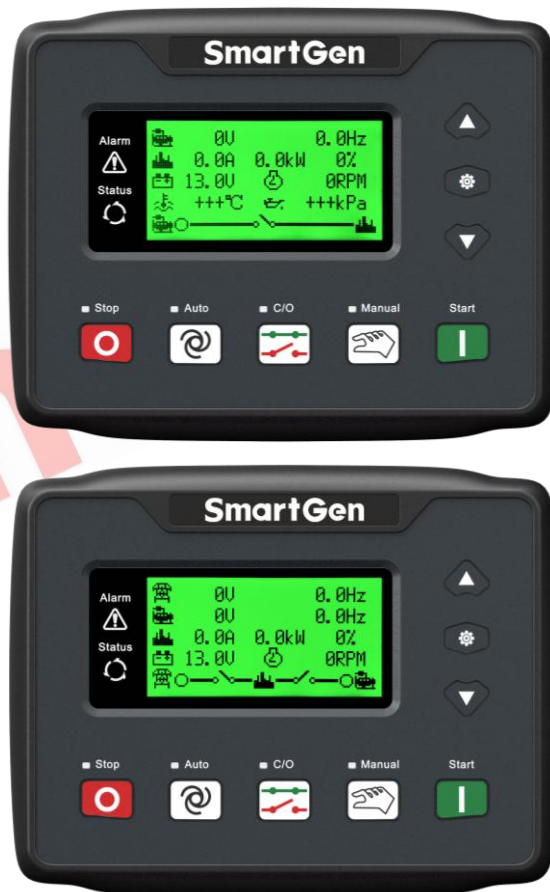 SmartGen
Alarm
Status
0V 0.0Hz
0.0A 0.0kW 0%
13.0V 0RPM
+++℃ +++kPa
Stop Auto C/O Manual Start
SmartGen
Alarm
Status
0V 0.0Hz
0V 0.0Hz
0.0A 0.0kW 0%
13.0V 0RPM
Stop Auto C/O Manual Start